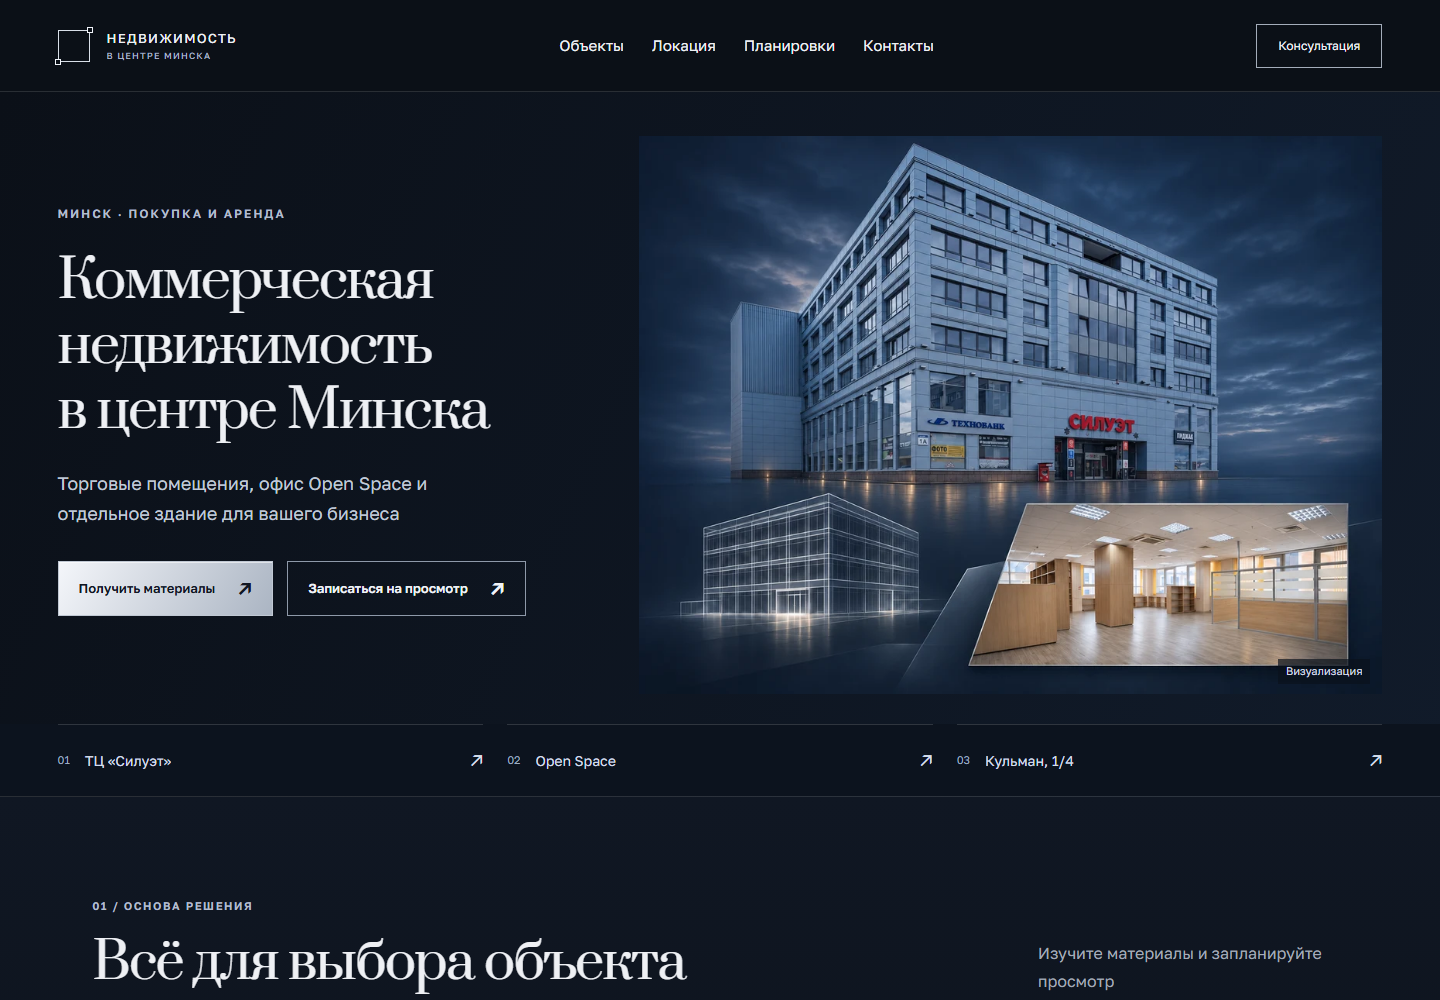 НЕДВИЖИМОСТЬ
В ЦЕНТРЕ МИНСКА
Объекты
Локация
Планировки
Контакты
Консультация
МИНСК · ПОКУПКА И АРЕНДА
Коммерческая
недвижимость
в центре Минска
Торговые помещения, офис Open Space и
отдельное здание для вашего бизнеса
Получить материалы
Записаться на просмотр
ТЕХНОБАНК
СИЛУЭТ
ПИДЖАК
ФОТО
Визуализация
01 ТЦ «Силуэт»
02 Open Space
03 Кульман, 1/4
01 / ОСНОВА РЕШЕНИЯ
Всё для выбора объекта
Изучите материалы и запланируйте
просмотр